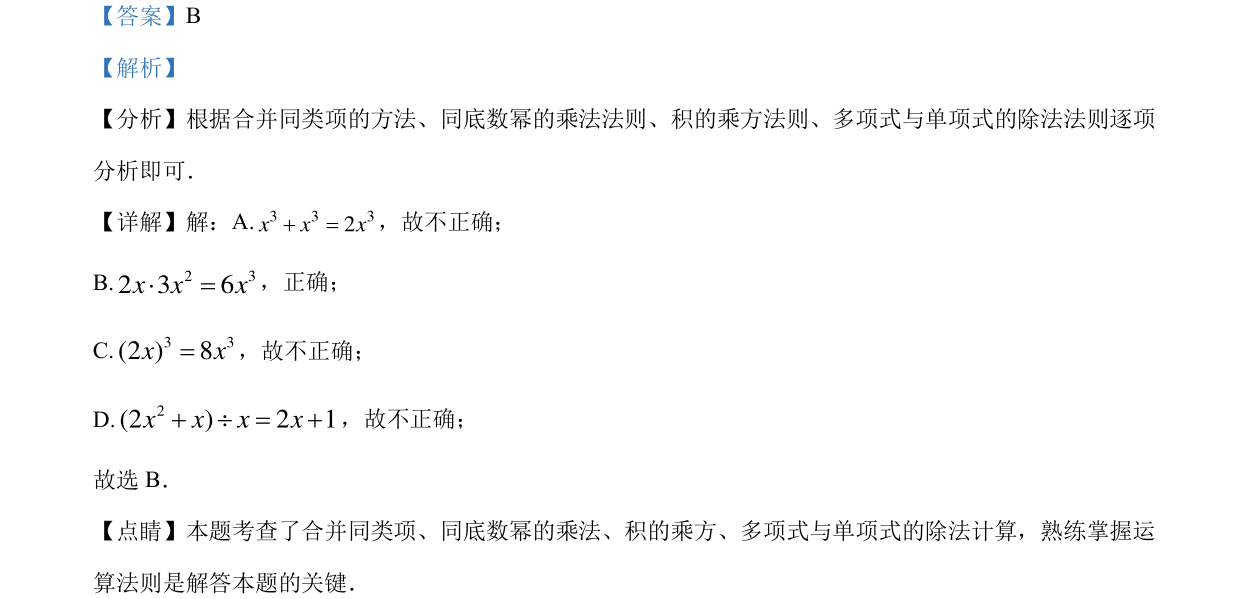 【答案】B
【解析】
【分析】根据合并同类项的方法、同底数幂的乘法法则、积的乘方法则、多项式与单项式的除法法则逐项
分析即可．
【详解】解：A. x³ + x³ = 2x³，故不正确；
B. 2x·3x² = 6x³，正确；
C. (2x)³ = 8x³，故不正确；
D. (2x² + x) ÷ x = 2x+1，故不正确；
故选 B．
【点睛】本题考查了合并同类项、同底数幂的乘法、积的乘方、多项式与单项式的除法计算，熟练掌握运
算法则是解答本题的关键．